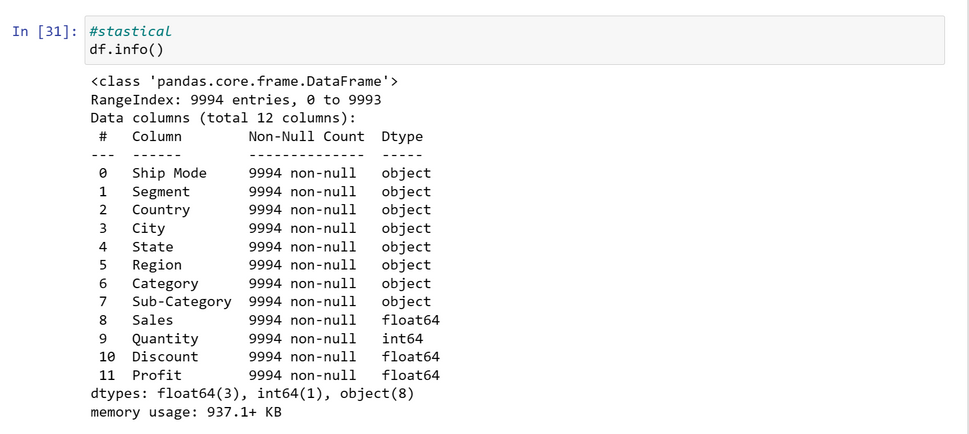 In [31]:
#stastical
df.info()
<class 'pandas.core.frame.DataFrame'>
RangeIndex: 9994 entries, 0 to 9993
Data columns (total 12 columns):
 #   Column        Non-Null Count  Dtype
---  ------        --------------  -----
 0   Ship Mode     9994 non-null   object
 1   Segment       9994 non-null   object
 2   Country       9994 non-null   object
 3   City          9994 non-null   object
 4   State         9994 non-null   object
 5   Region        9994 non-null   object
 6   Category      9994 non-null   object
 7   Sub-Category  9994 non-null   object
 8   Sales         9994 non-null   float64
 9   Quantity      9994 non-null   int64
 10  Discount      9994 non-null   float64
 11  Profit        9994 non-null   float64
dtypes: float64(3), int64(1), object(8)
memory usage: 937.1+ KB